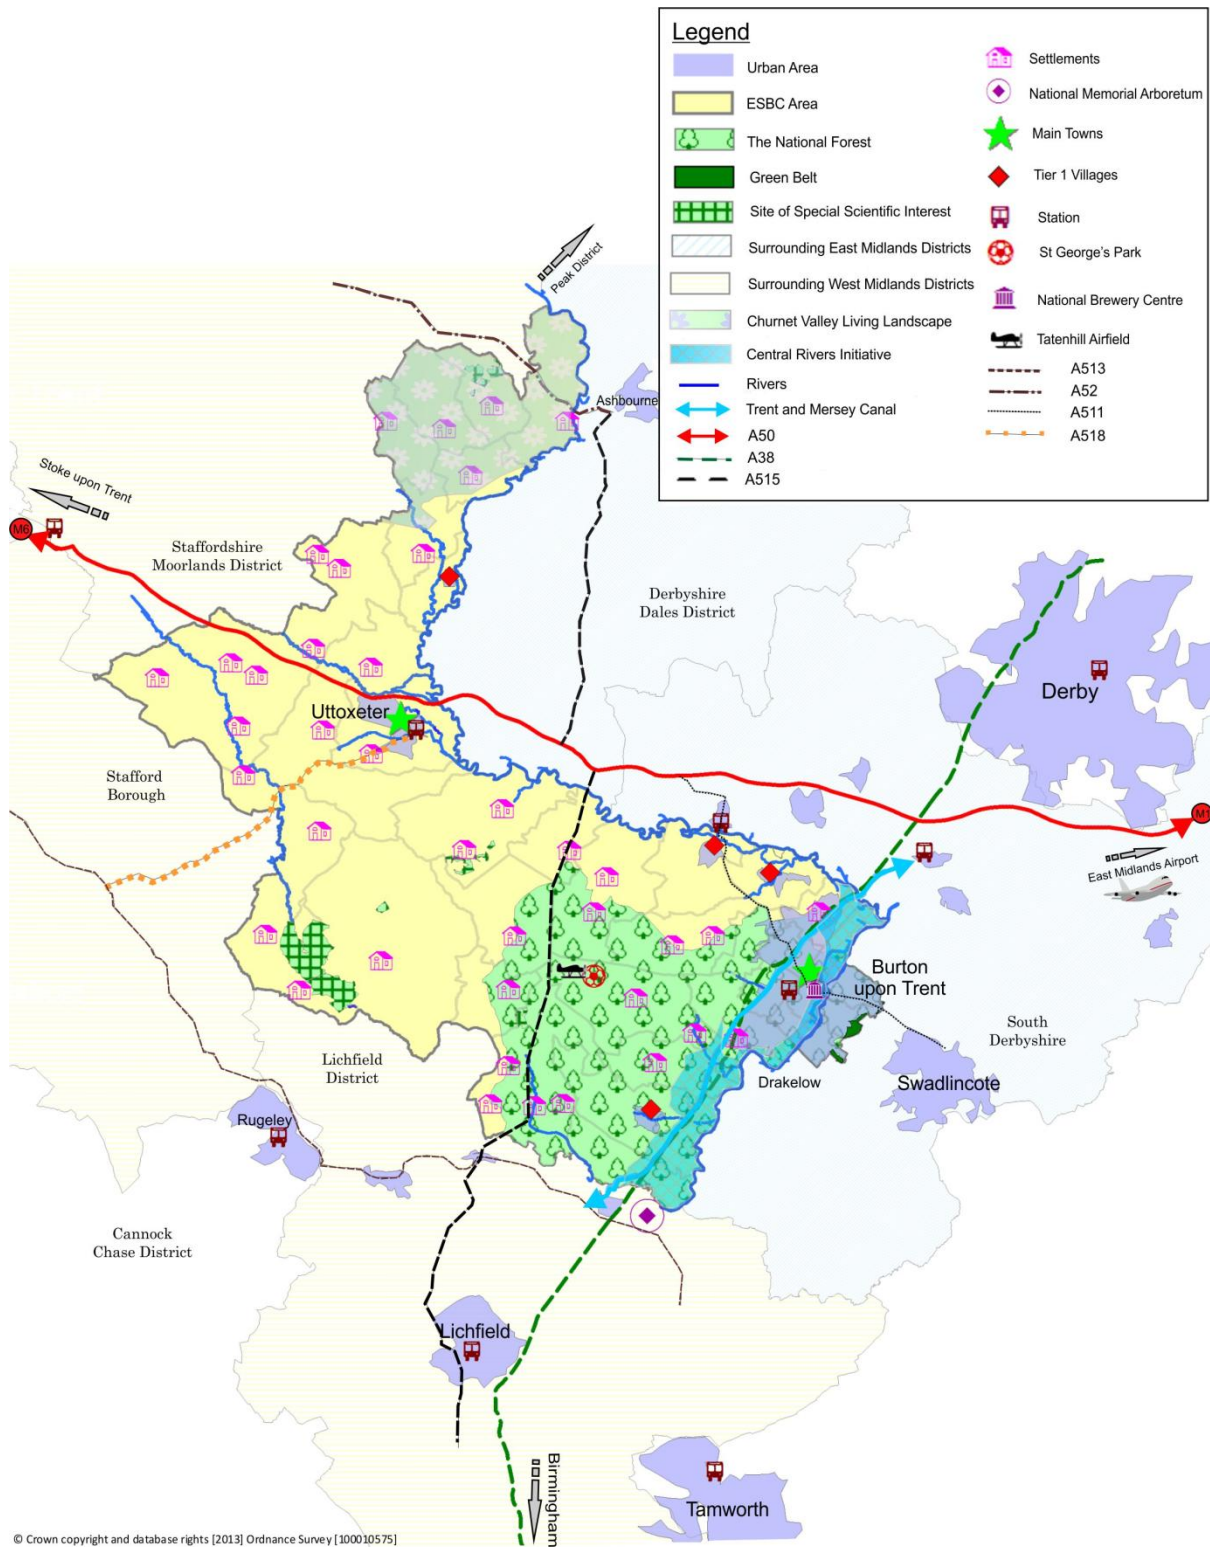 Legend
Urban Area
ESBC Area
The National Forest
Green Belt
Site of Special Scientific Interest
Surrounding East Midlands Districts
Surrounding West Midlands Districts
Churnet Valley Living Landscape
Central Rivers Initiative
Rivers
Trent and Mersey Canal
A50
A38
A515
Settlements
National Memorial Arboretum
Main Towns
Tier 1 Villages
Station
St George's Park
National Brewery Centre
Tatenhill Airfield
A513
A52
A511
A518
Peak District
Ashbourne
Stoke upon Trent
M6
Staffordshire
Moorlands District
Derbyshire
Dales District
Derby
Uttoxeter
Stafford
Borough
M1
East Midlands Airport
Burton
upon Trent
South
Derbyshire
Lichfield
District
Drakelow
Swadlincote
Rugeley
Cannock
Chase District
Lichfield
Birmingham
Tamworth
© Crown copyright and database rights [2013] Ordnance Survey [100010575]